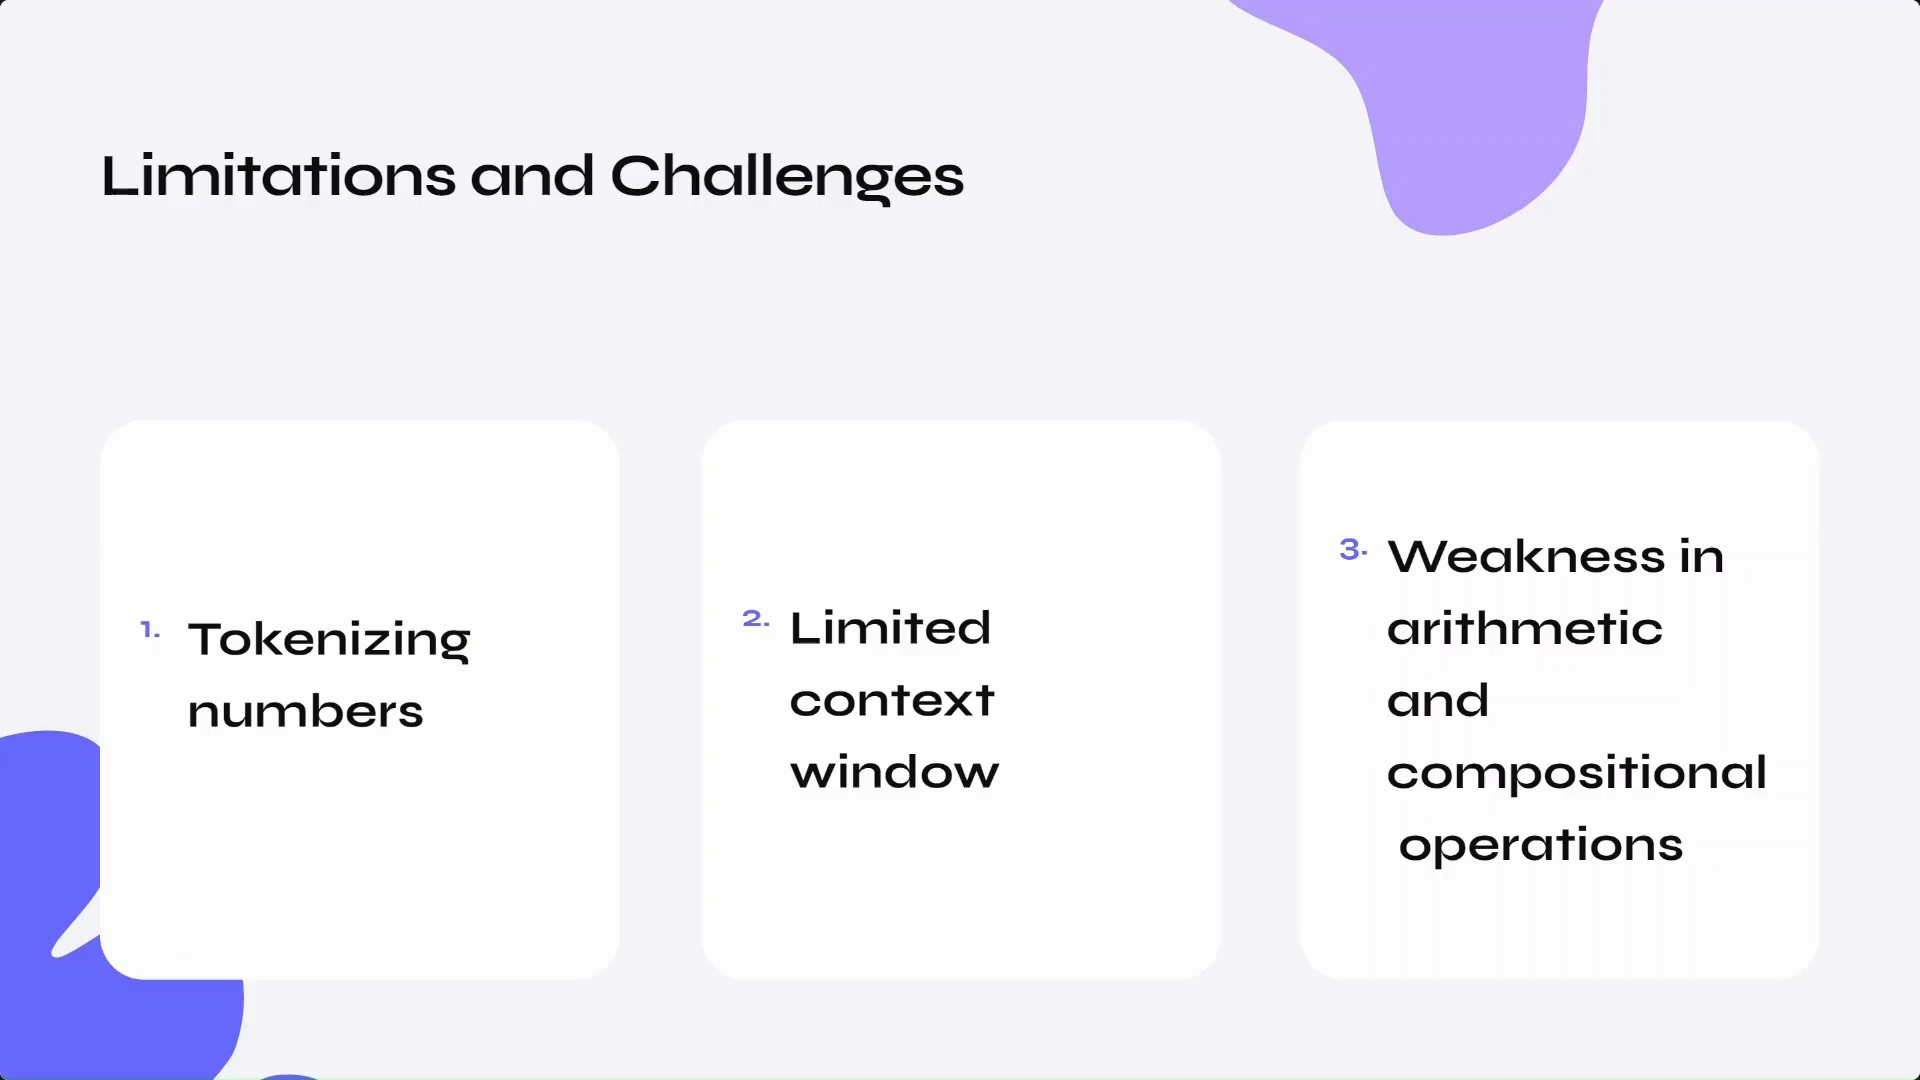 Limitations and Challenges
1. Tokenizing
numbers
2. Limited
context
window
3. Weakness in
arithmetic
and
compositional
operations